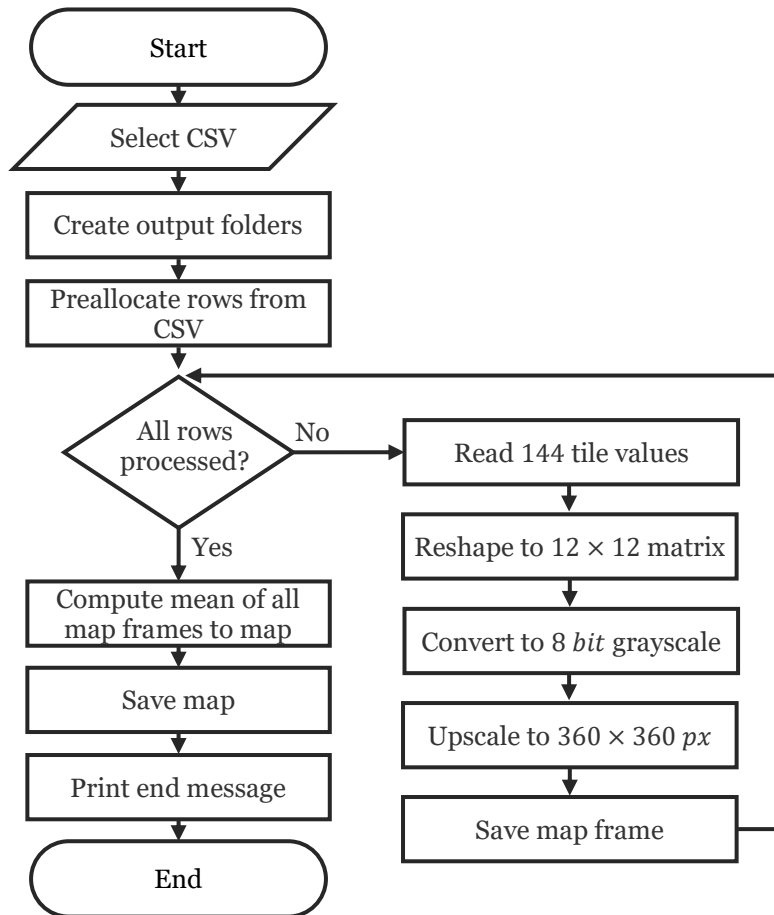 Start
Select CSV
Create output folders
Preallocate rows from
CSV
All rows
processed?
No
Yes
Read 144 tile values
Reshape to 12 × 12 matrix
Convert to 8 bit grayscale
Upscale to 360 × 360 px
Save map frame
Compute mean of all
map frames to map
Save map
Print end message
End